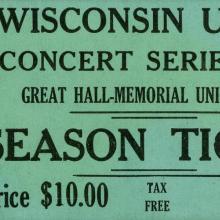 WISCONSIN U
CONCERT SERIE
GREAT HALL-MEMORIAL UNI
SEASON TIC
rice $10.00 TAX
FREE